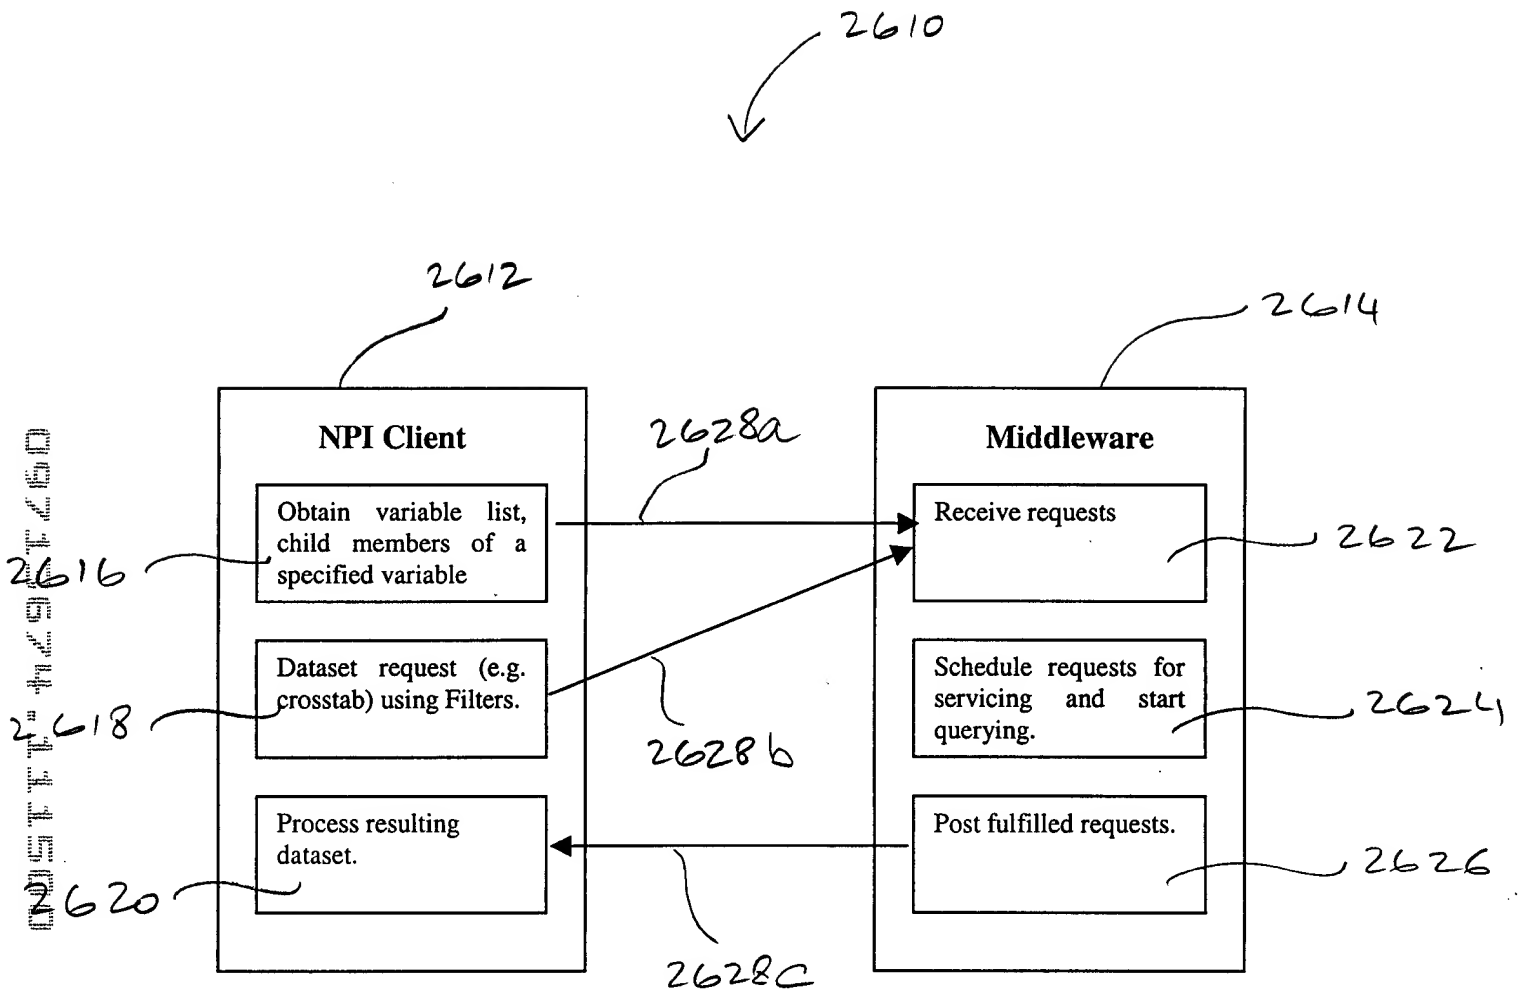 2610
2612
2614
NPI Client
2628a
Middleware
Obtain variable list,
child members of a
specified variable
Receive requests
2616
2622
Dataset request (e.g.
crosstab) using Filters.
Schedule requests for
servicing and start
querying.
2618
2624
2628b
Process resulting
dataset.
Post fulfilled requests.
2620
2626
2628c